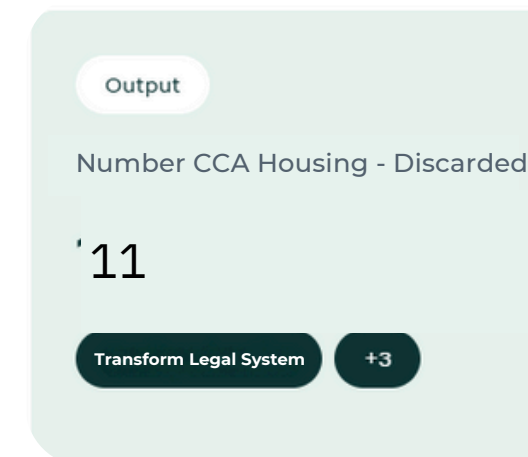 Output
Number CCA Housing - Discarded
11
Transform Legal System
+3